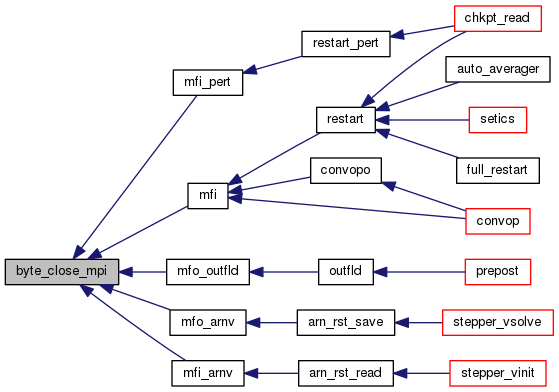 chkpt_read
restart_pert
auto_averager
mfi_pert
restart
setics
convopo
full_restart
mfi
convop
byte_close_mpi
mfo_outfld
outfld
prepost
mfo_arnv
arn_rst_save
stepper_vsolve
mfi_arnv
arn_rst_read
stepper_vinit